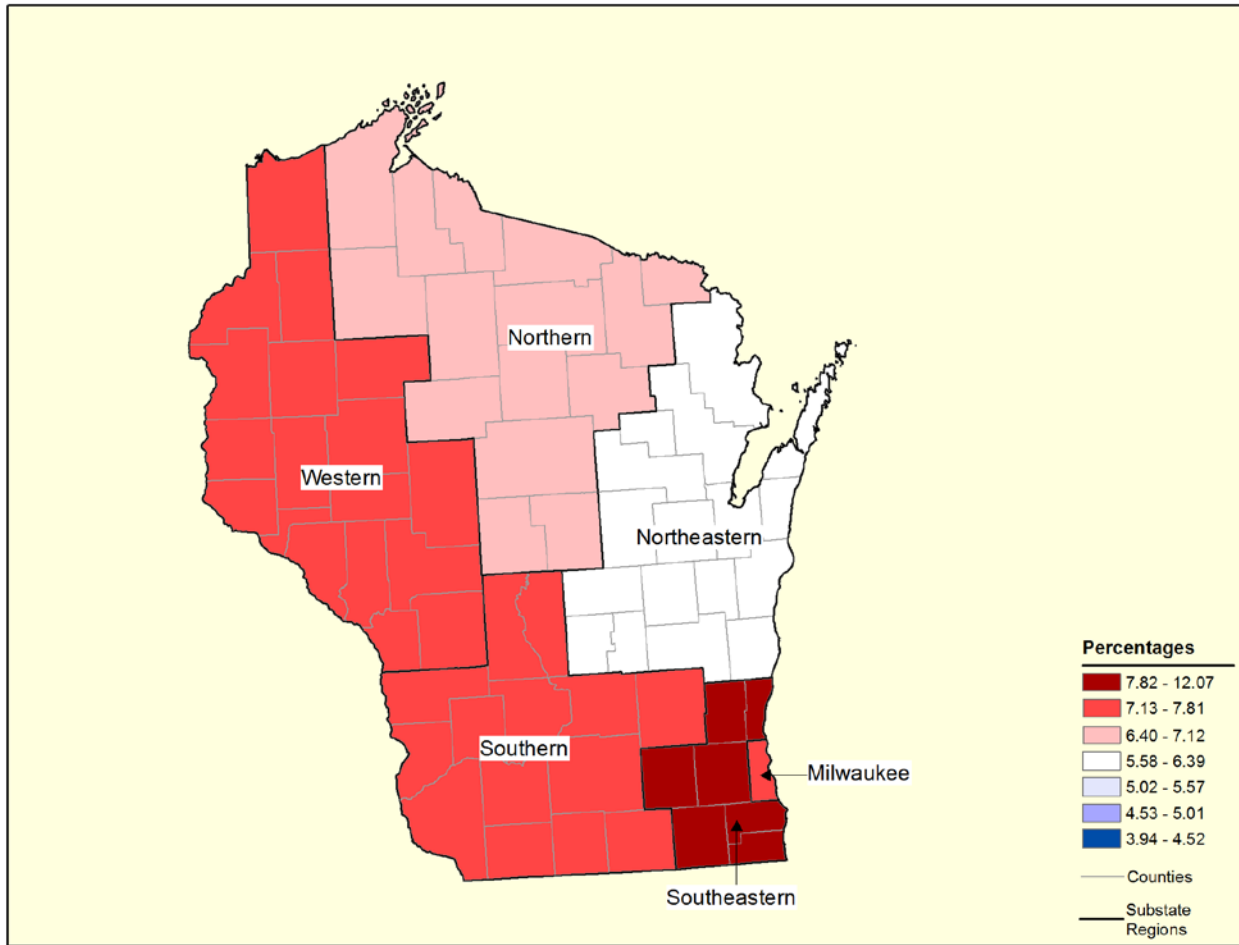 Northern
Western
Northeastern
Southern
Milwaukee
Southeastern
Percentages
7.82 - 12.07
7.13 - 7.81
6.40 - 7.12
5.58 - 6.39
5.02 - 5.57
4.53 - 5.01
3.94 - 4.52
Counties
Substate
Regions